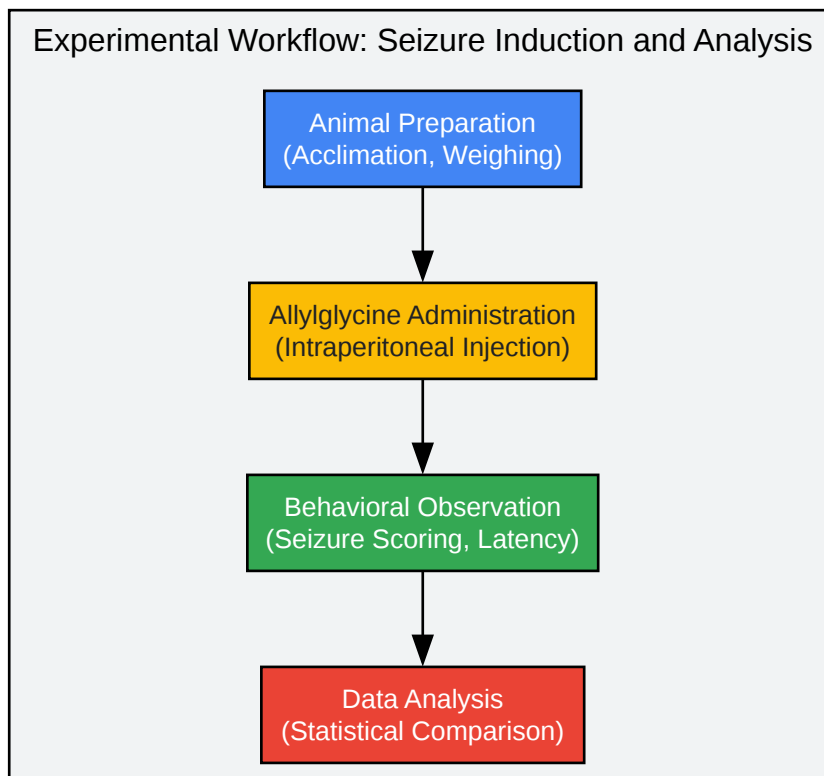 Experimental Workflow: Seizure Induction and Analysis
Animal Preparation
(Acclimation, Weighing)
Allylglycine Administration
(Intraperitoneal Injection)
Behavioral Observation
(Seizure Scoring, Latency)
Data Analysis
(Statistical Comparison)